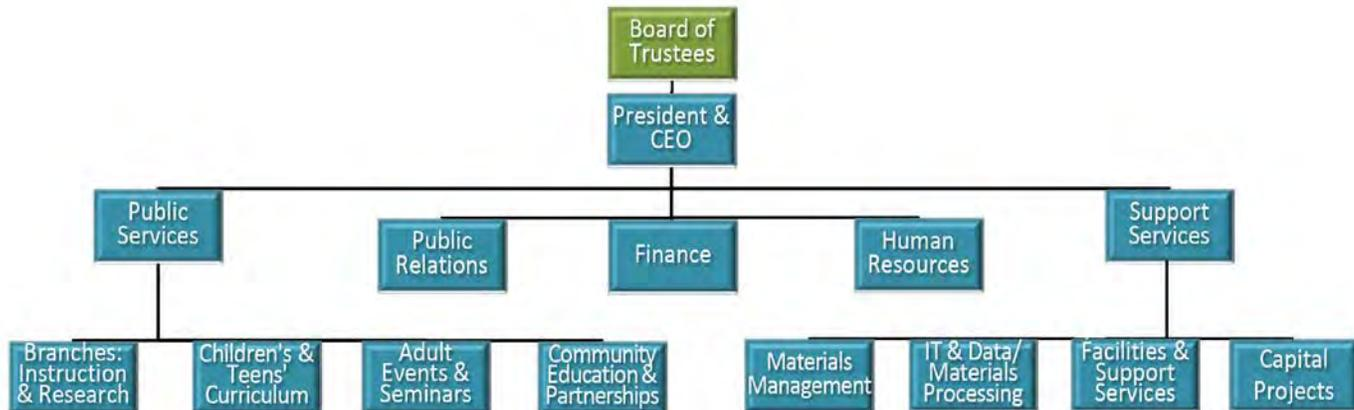 Board of
Trustees
President &
CEO
Public
Services
Public
Relations
Finance
Human
Resources
Support
Services
Branches:
Instruction
& Research
Children's &
Teens'
Curriculum
Adult
Events &
Seminars
Community
Education &
Partnerships
Materials
Management
IT & Data/
Materials
Processing
Facilities &
Support
Services
Capital
Projects